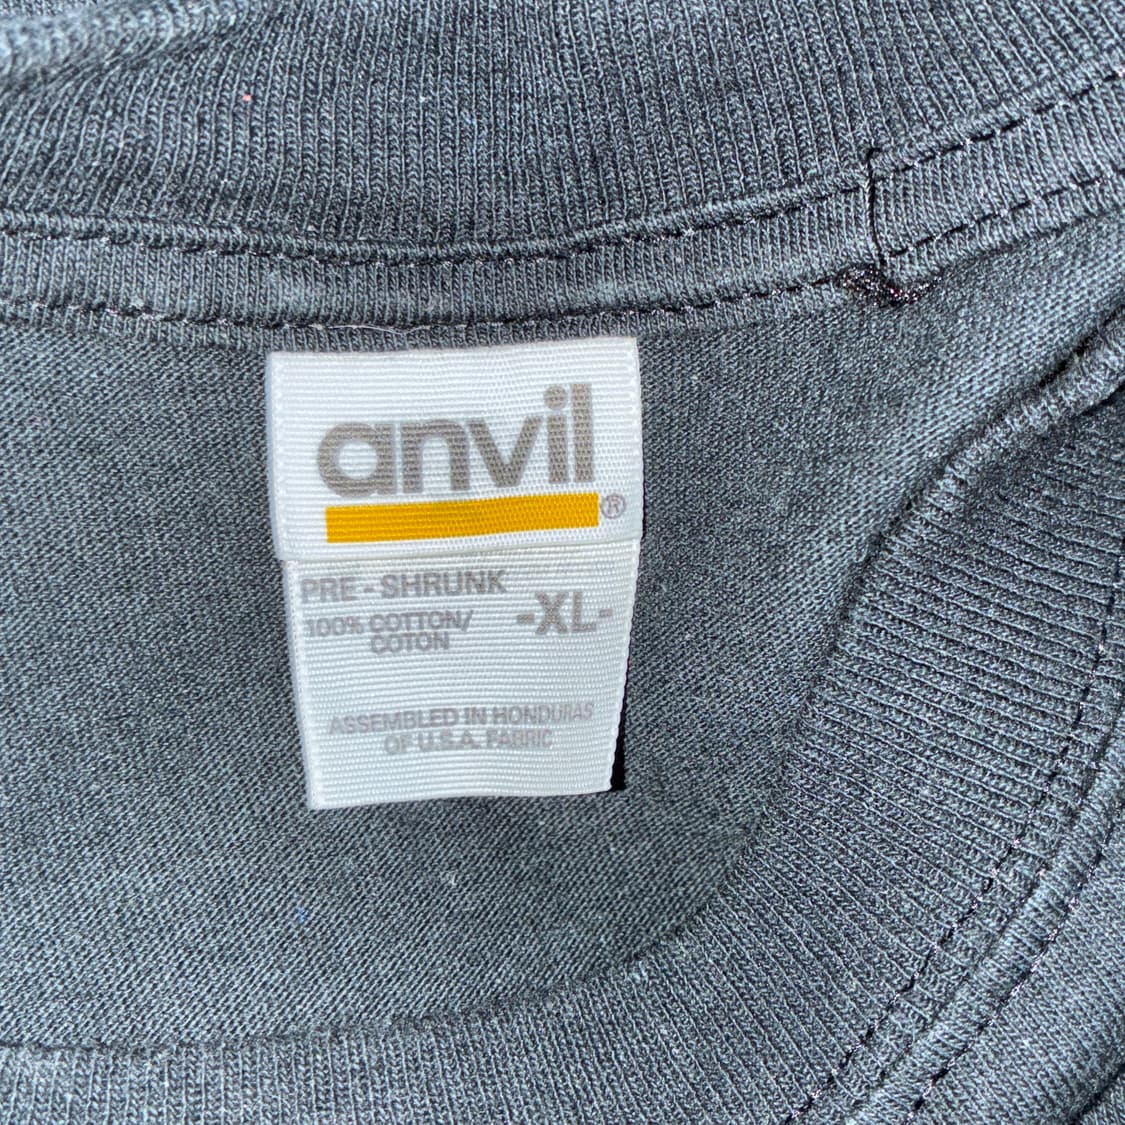 anvil®
PRE - SHRUNK
100% COTTON/
COTON
-XL-
ASSEMBLED IN HONDURAS
OF U.S.A. FABRIC